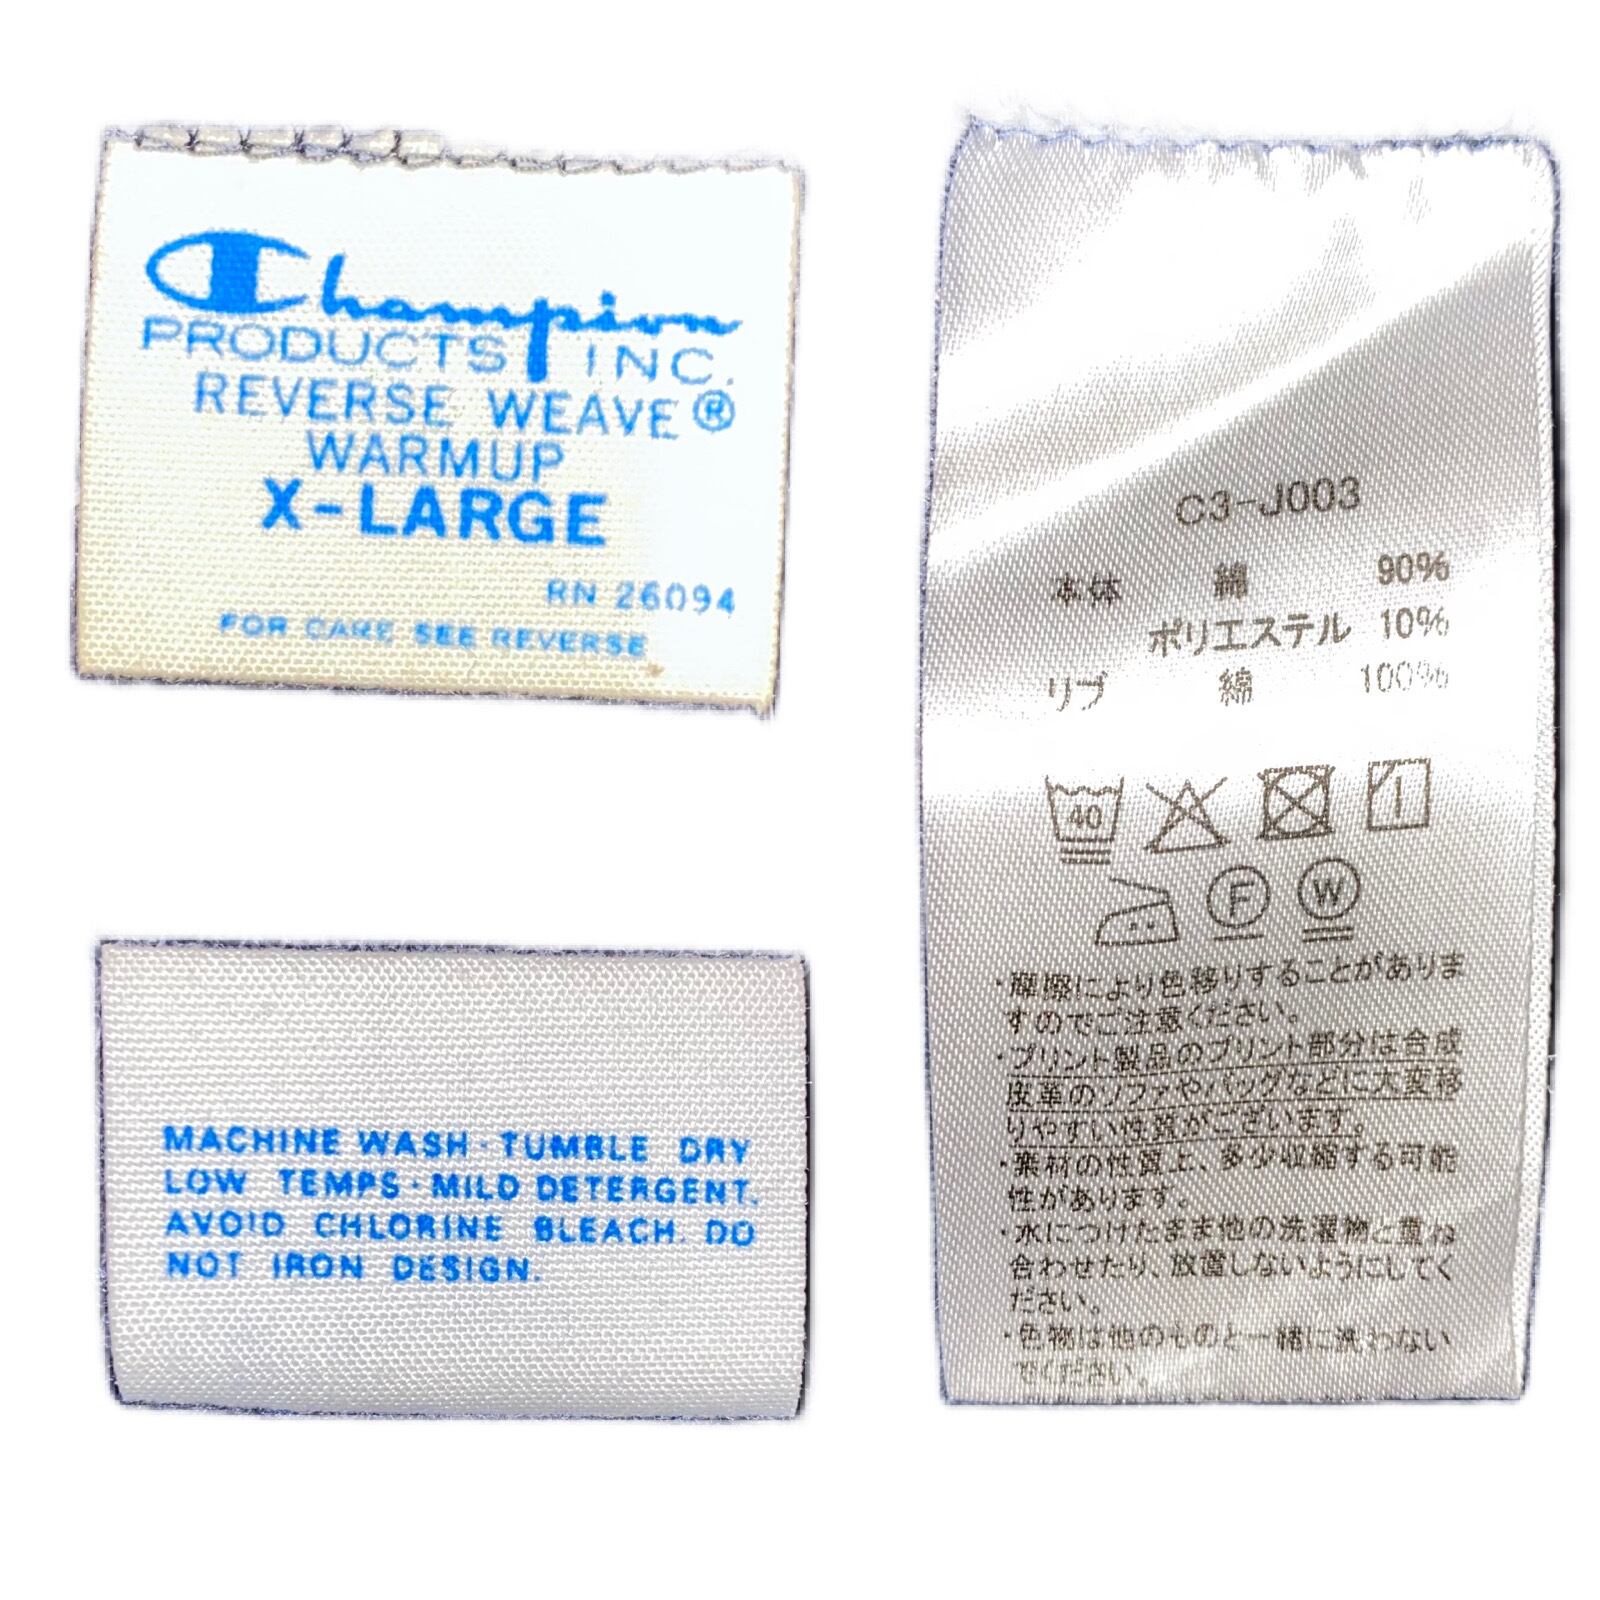 Champion
PRODUCTS INC.
REVERSE WEAVE®
WARMUP
X-LARGE
RN 26094
FOR CARE SEE REVERSE
MACHINE WASH · TUMBLE DRY
LOW TEMPS · MILD DETERGENT.
AVOID CHLORINE BLEACH. DO
NOT IRON DESIGN.
C3-J003
本体 綿 90%
ポリエステル 10%
リブ 綿 100%
40
F W
・摩擦により色移りすることがありま
すのでご注意ください。
・プリント製品のプリント部分は合成
皮革のソファやバッグなどに大変移
りやすい性質がございます。
・素材の性質上、多少収縮する可能
性があります。
・水につけたまま他の洗濯物と重ね
合わせたり、放置しないようにしてく
ださい。
・色物は他のものと一緒に洗わない
でください。